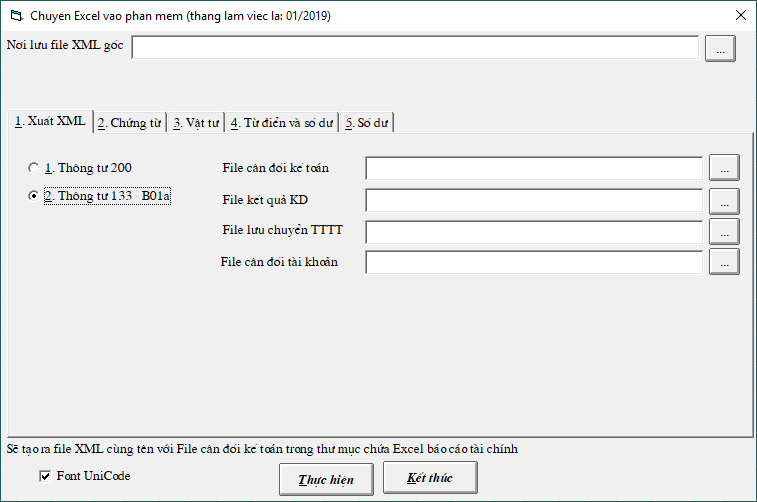 Chuyen Excel vao phan mem (thang lam viec la: 01/2019)
Nơi lưu file XML gốc
...
1. Xuất XML 2. Chứng từ 3. Vật tư 4. Từ điển và số dư 5. Số dư
1. Thông tư 200
File cân đối kế toán
...
2. Thông tư 133 - B01a
File kết quả KD
...
File lưu chuyển TTTT
...
File cân đối tài khoản
...
Sẽ tạo ra file XML cùng tên với File cân đối kế toán trong thư mục chứa Excel báo cáo tài chính
Font UniCode
Thực hiện
Kết thúc